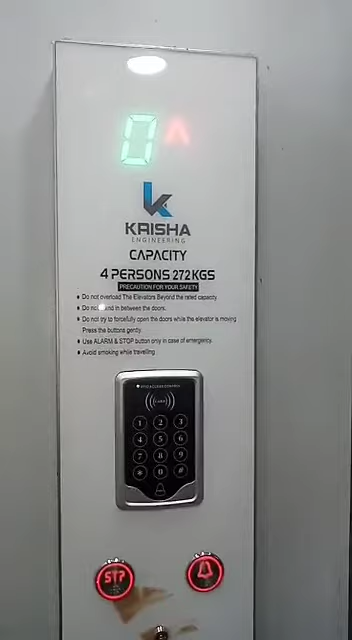 0
KRISHA
ENGINEERING
CAPACITY
4 PERSONS 272KGS
PRECAUTION FOR YOUR SAFETY
Do not overload The Elevators Beyond the rated capacity.
Do not in between the doors.
Do not try to forcefully open the doors while the elevator is moving
Press the buttons gently.
Use ALARM & STOP button only in case of emergency.
Avoid smoking while travelling
1 2 3
4 5 6
7 8 9
* 0 #
STP